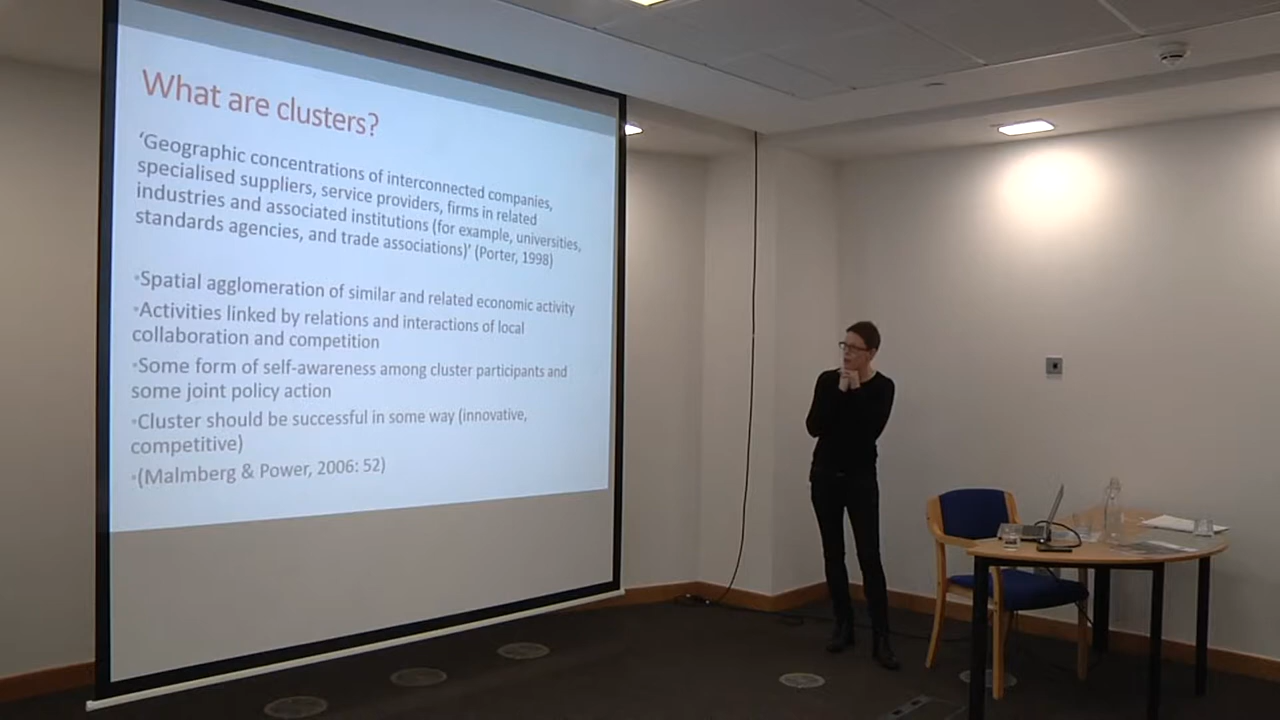 What are clusters?
‘Geographic concentrations of interconnected companies,
specialised suppliers, service providers, firms in related
industries and associated institutions (for example, universities,
standards agencies, and trade associations)’ (Porter, 1998)
•Spatial agglomeration of similar and related economic activity
•Activities linked by relations and interactions of local
collaboration and competition
•Some form of self-awareness among cluster participants and
some joint policy action
•Cluster should be successful in some way (innovative,
competitive)
•(Malmberg & Power, 2006: 52)